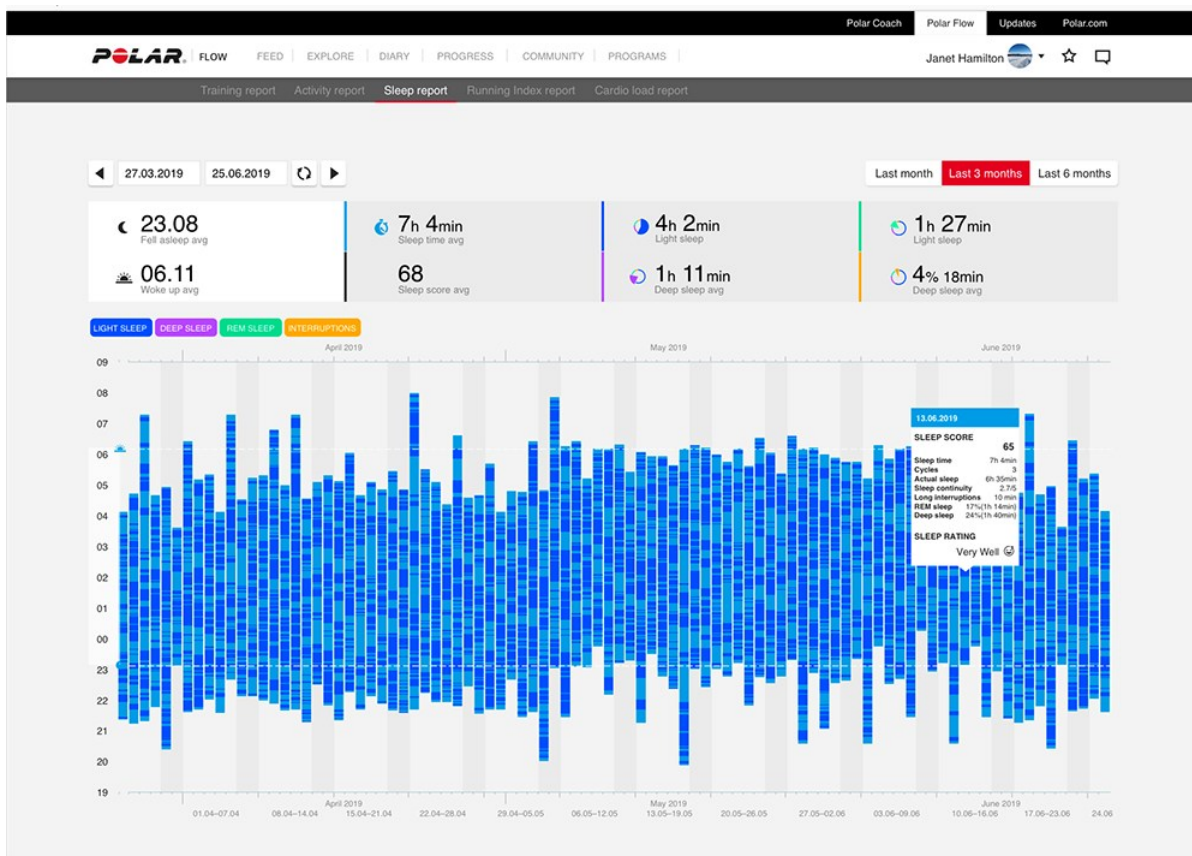 Polar Coach Polar Flow Updates Polar.com
POLAR. FLOW FEED EXPLORE DIARY PROGRESS COMMUNITY PROGRAMS Janet Hamilton
Training report Activity report Sleep report Running Index report Cardio load report
27.03.2019 25.06.2019 Last month Last 3 months Last 6 months
23.08
Fell asleep avg
06.11
Woke up avg
7h 4min
Sleep time avg
68
Sleep score avg
4h 2min
Light sleep
1h 11min
Deep sleep avg
1h 27min
Light sleep
4% 18min
Deep sleep avg
LIGHT SLEEP DEEP SLEEP REM SLEEP INTERRUPTIONS
April 2019 May 2019 June 2019
09
08
07
06
05
04
03
02
01
00
23
22
21
20
19
13.06.2019
SLEEP SCORE
65
Sleep time 7h 4min
Cycles 3
Actual sleep 6h 35min
Sleep continuity 2.7/5
Long interruptions 10 min
REM sleep 17%(1h 14min)
Deep sleep 24%(1h 40min)
SLEEP RATING
Very Well
April 2019 May 2019 June 2019
01.04–07.04 08.04–14.04 15.04–21.04 22.04–28.04 29.04–05.05 06.05–12.05 13.05–19.05 20.05–26.05 27.05–02.06 03.06–09.06 10.06–16.06 17.06–23.06 24.06